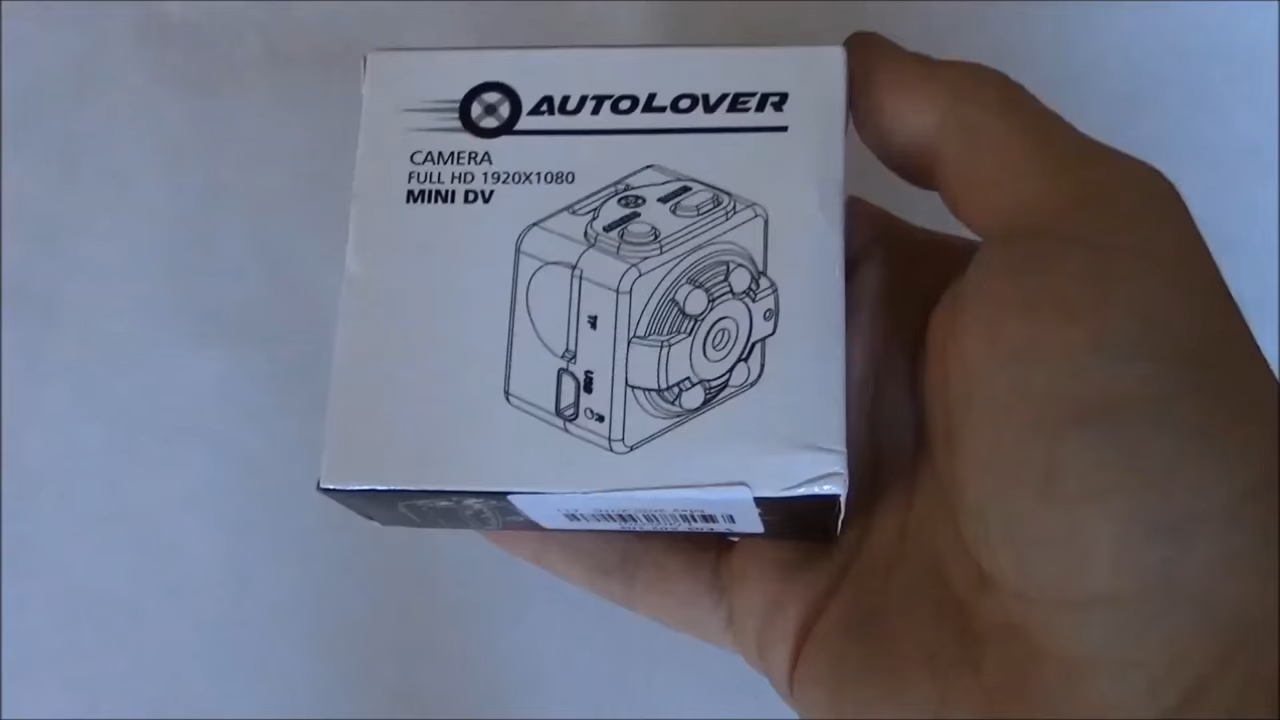 AUTOLOVER
CAMERA
FULL HD 1920X1080
MINI DV
TF
USB
R